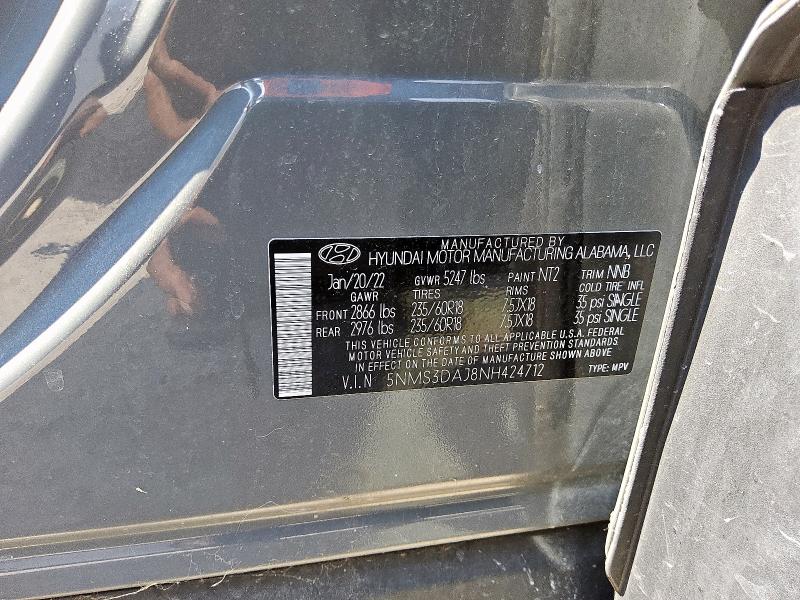 MANUFACTURED BY
HYUNDAI MOTOR MANUFACTURING ALABAMA, LLC
Jan/20/22 GVWR 5247 lbs PAINT NT2 TRIM NNB
GAWR TIRES RIMS COLD TIRE INFL
FRONT 2866 lbs 235/60R18 7.5JX18 35 psi SINGLE
REAR 2976 lbs 235/60R18 7.5JX18 35 psi SINGLE
THIS VEHICLE CONFORMS TO ALL APPLICABLE U.S.A. FEDERAL
MOTOR VEHICLE SAFETY AND THEFT PREVENTION STANDARDS
IN EFFECT ON THE DATE OF MANUFACTURE SHOWN ABOVE
V.I.N 5NMS3DAJ8NH424712 TYPE: MPV